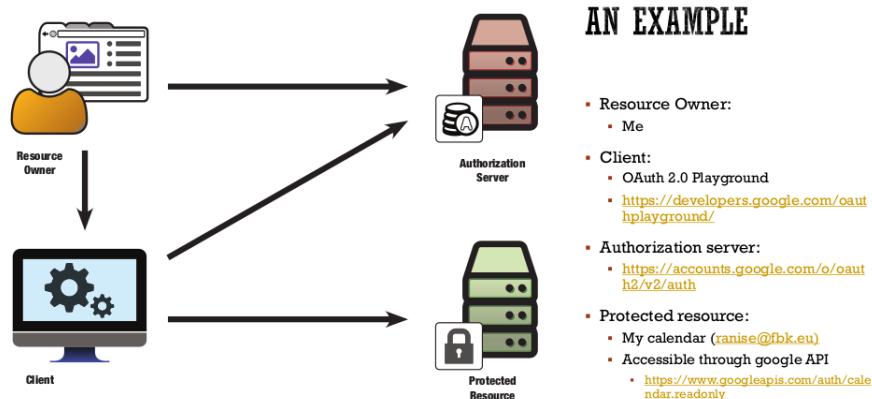 AN EXAMPLE
Resource
Owner
Authorization
Server
Client
Protected
Resource
A
▪ Resource Owner:
▪ Me
▪ Client:
▪ OAuth 2.0 Playground
▪ https://developers.google.com/oaut
hplayground/
▪ Authorization server:
▪ https://accounts.google.com/o/oaut
h2/v2/auth
▪ Protected resource:
▪ My calendar (ranise@fbk.eu)
▪ Accessible through google API
▪ https://www.googleapis.com/auth/cale
ndar.readonly